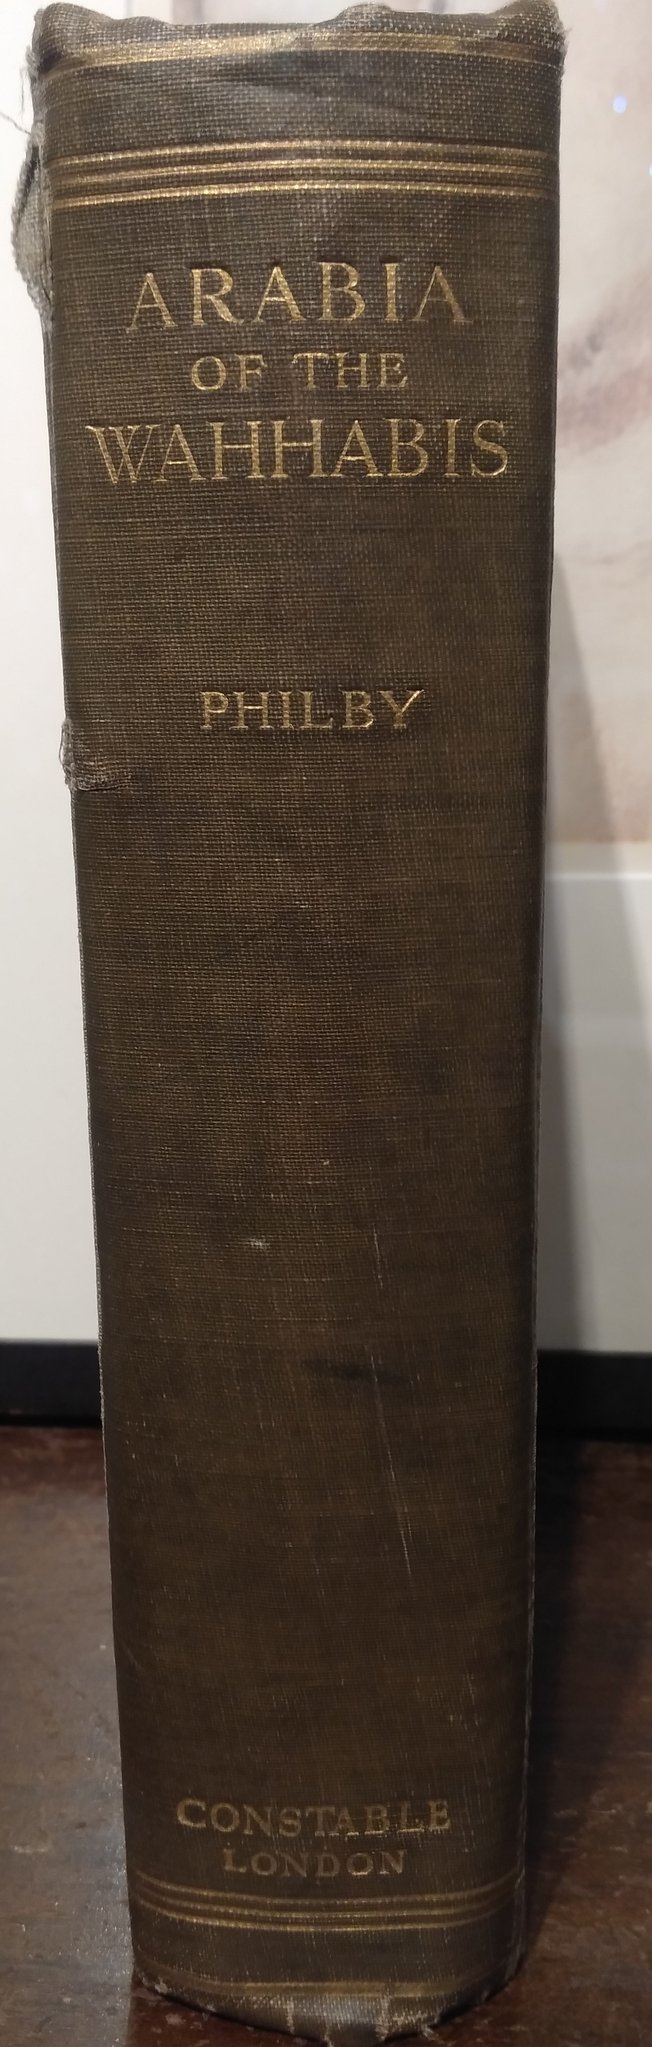 ARABIA
OF THE
WAHHABIS
PHILBY
CONSTABLE
LONDON